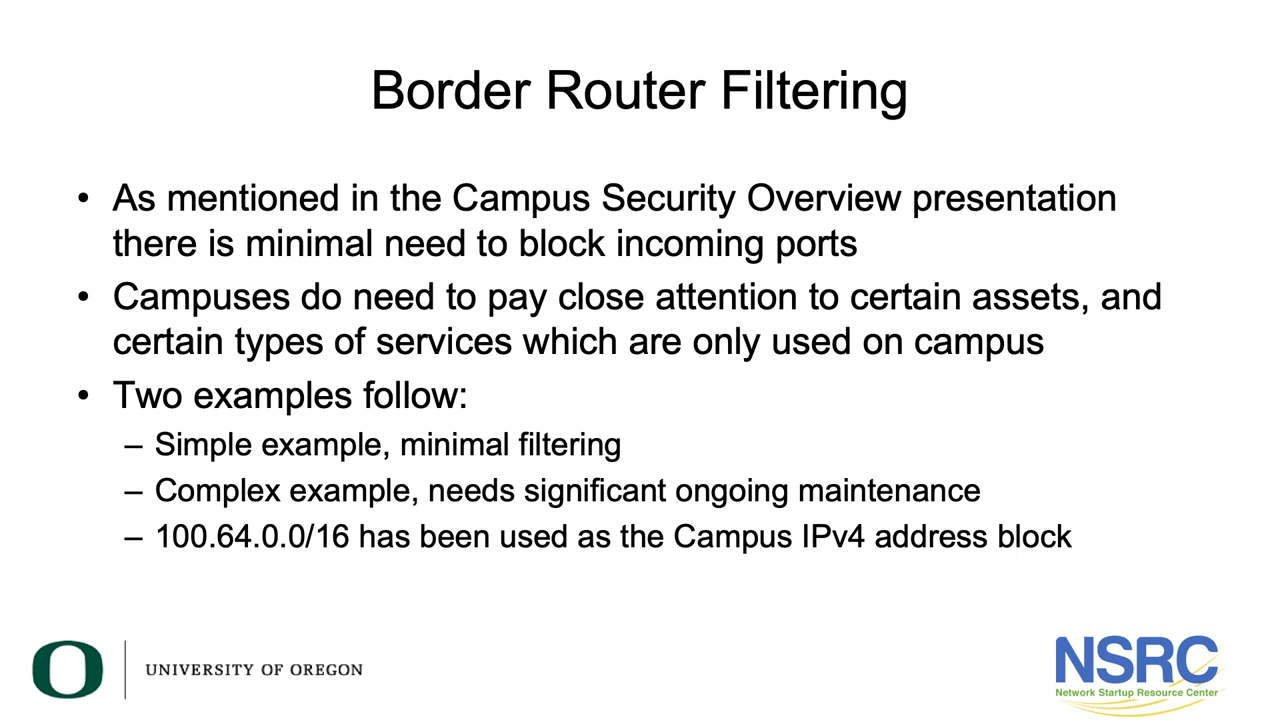 Border Router Filtering
• As mentioned in the Campus Security Overview presentation
there is minimal need to block incoming ports
• Campuses do need to pay close attention to certain assets, and
certain types of services which are only used on campus
• Two examples follow:
– Simple example, minimal filtering
– Complex example, needs significant ongoing maintenance
– 100.64.0.0/16 has been used as the Campus IPv4 address block
O
UNIVERSITY OF OREGON
NSRC
Network Startup Resource Center